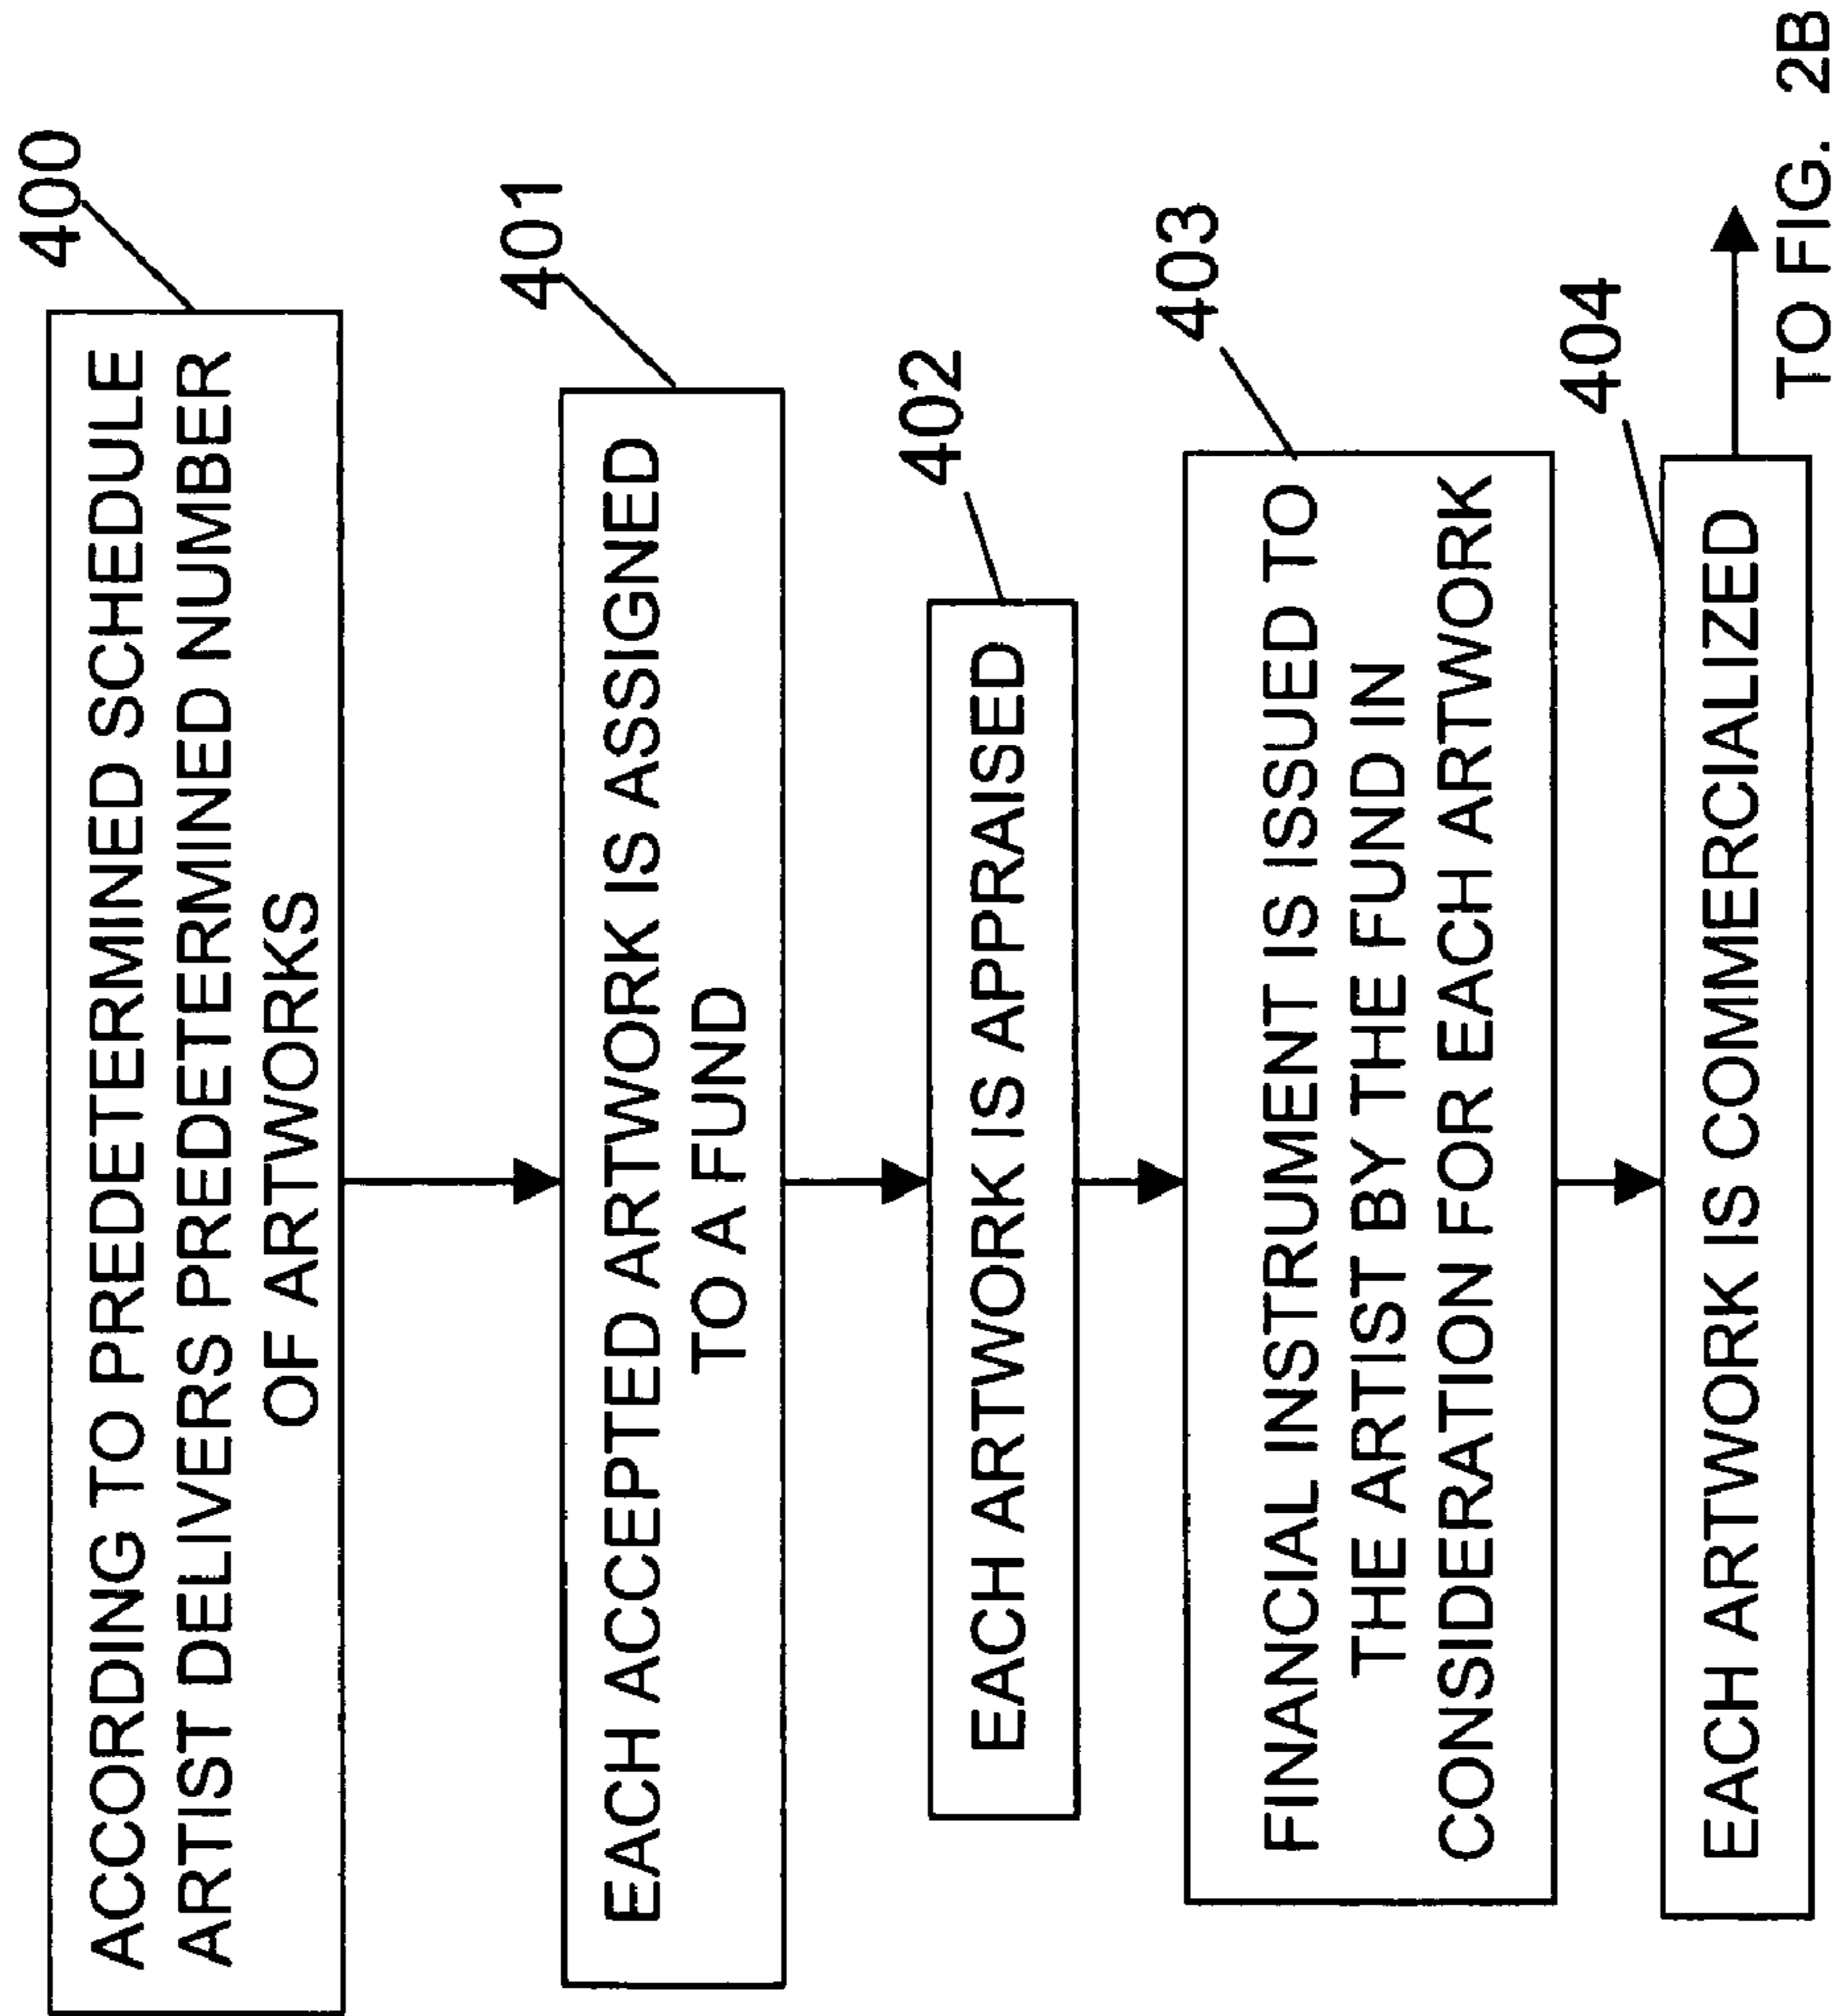 400
ACCORDING TO PREDETERMINED SCHEDULE
ARTIST DELIVERS PREDETERMINED NUMBER
OF ARTWORKS
401
EACH ACCEPTED ARTWORK IS ASSIGNED
TO A FUND
402
EACH ARTWORK IS APPRAISED
403
FINANCIAL INSTRUMENT IS ISSUED TO
THE ARTIST BY THE FUND IN
CONSIDERATION FOR EACH ARTWORK
404
EACH ARTWORK IS COMMERCIALIZED
TO FIG. 2B